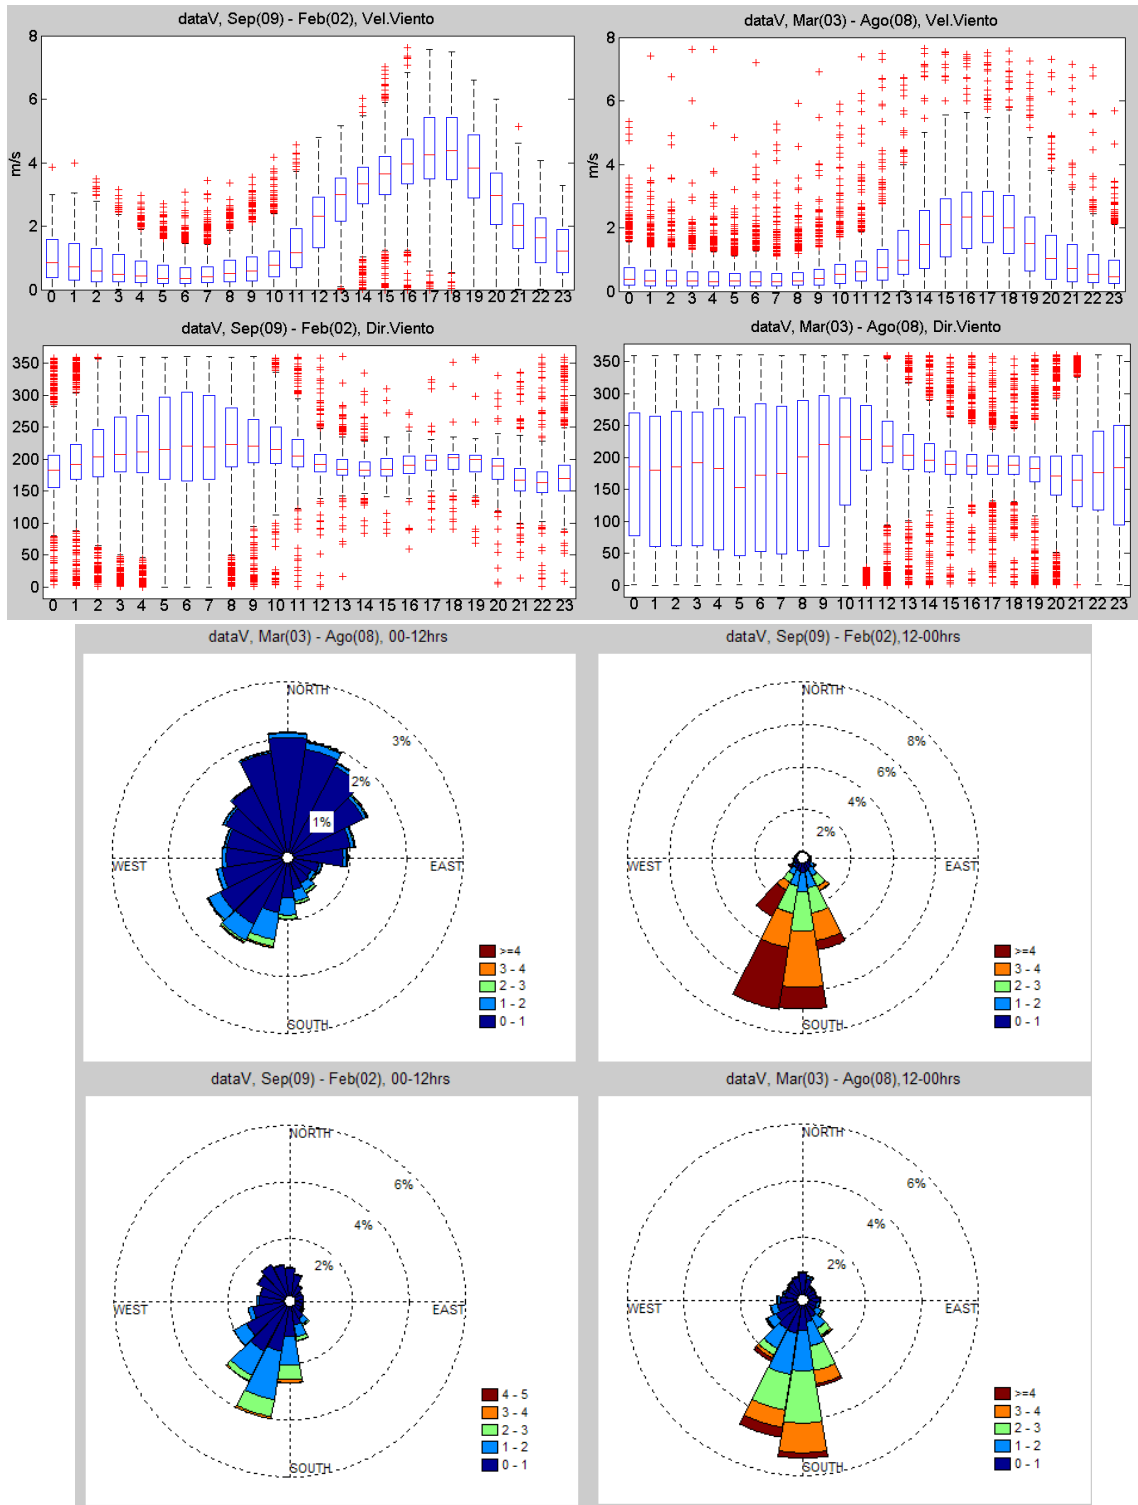 dataV, Sep(09) - Feb(02), Vel.Viento
8
6
4
2
0
m/s
0 1 2 3 4 5 6 7 8 9 10 11 12 13 14 15 16 17 18 19 20 21 22 23
dataV, Mar(03) - Ago(08), Vel.Viento
8
6
4
2
0
m/s
0 1 2 3 4 5 6 7 8 9 10 11 12 13 14 15 16 17 18 19 20 21 22 23
dataV, Sep(09) - Feb(02), Dir.Viento
350
300
250
200
150
100
50
0
0 1 2 3 4 5 6 7 8 9 10 11 12 13 14 15 16 17 18 19 20 21 22 23
dataV, Mar(03) - Ago(08), Dir.Viento
350
300
250
200
150
100
50
0
0 1 2 3 4 5 6 7 8 9 10 11 12 13 14 15 16 17 18 19 20 21 22 23
dataV, Mar(03) - Ago(08), 00-12hrs
NORTH
3%
2%
1%
WEST
EAST
SOUTH
>=4
3 - 4
2 - 3
1 - 2
0 - 1
dataV, Sep(09) - Feb(02),12-00hrs
NORTH
8%
6%
4%
2%
WEST
EAST
SOUTH
>=4
3 - 4
2 - 3
1 - 2
0 - 1
dataV, Sep(09) - Feb(02), 00-12hrs
NORTH
6%
4%
2%
WEST
EAST
SOUTH
4 - 5
3 - 4
2 - 3
1 - 2
0 - 1
dataV, Mar(03) - Ago(08),12-00hrs
NORTH
6%
4%
2%
WEST
EAST
SOUTH
>=4
3 - 4
2 - 3
1 - 2
0 - 1